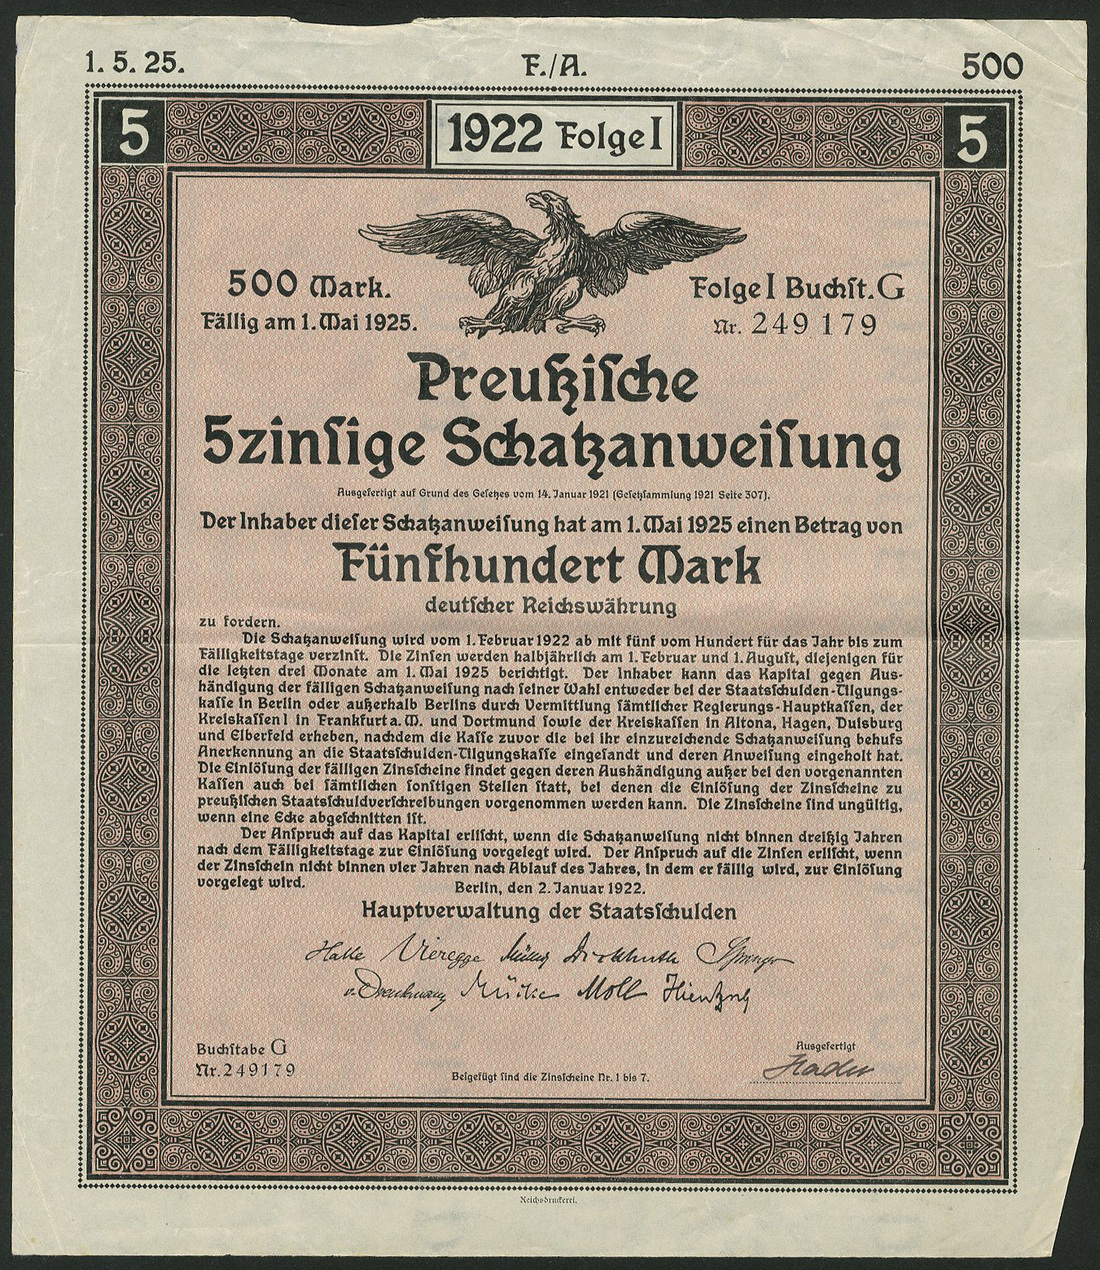 1. 5. 25.
F./A.
500
5
1922 Folge I
5
500 Mark.
Fällig am 1. Mai 1925.
Folge I Buchſt. G
Nr. 249 179
Preußiſche
5zinſige Schatzanweiſung
Ausgefertigt auf Grund des Geſetzes vom 14. Januar 1921 (Geſetzſammlung 1921 Seite 307).
Der Inhaber dieſer Schatzanweiſung hat am 1. Mai 1925 einen Betrag von
Fünfhundert Mark
deutſcher Reichswährung
zu fordern.
Die Schatzanweiſung wird vom 1. Februar 1922 ab mit fünf vom Hundert für das Jahr bis zum
Fälligkeitstage verzinſt. Die Zinſen werden halbjährlich am 1. Februar und 1. Auguſt, diejenigen für
die letzten drei Monate am 1. Mai 1925 berichtigt. Der Inhaber kann das Kapital gegen Aus-
händigung der fälligen Schatzanweiſung nach ſeiner Wahl entweder bei der Staatsſchulden-Tilgungs-
kaſſe in Berlin oder außerhalb Berlins durch Vermittlung ſämtlicher Regierungs-Hauptkaſſen, der
Kreiskaſſen I in Frankfurt a. M. und Dortmund ſowie der Kreiskaſſen in Altona, Hagen, Duisburg
und Elberfeld erheben, nachdem die Kaſſe zuvor die bei ihr einzureichende Schatzanweiſung behufs
Anerkennung an die Staatsſchulden-Tilgungskaſſe eingeſandt und deren Anweiſung eingeholt hat.
Die Einlöſung der fälligen Zinsſcheine findet gegen deren Aushändigung außer bei den vorgenannten
Kaſſen auch bei ſämtlichen ſonſtigen Stellen ſtatt, bei denen die Einlöſung der Zinsſcheine zu
preußiſchen Staatsſchuldverſchreibungen vorgenommen werden kann. Die Zinsſcheine ſind ungültig,
wenn eine Ecke abgeſchnitten iſt.
Der Anſpruch auf das Kapital erliſcht, wenn die Schatzanweiſung nicht binnen dreißig Jahren
nach dem Fälligkeitstage zur Einlöſung vorgelegt wird. Der Anſpruch auf die Zinſen erliſcht, wenn
der Zinsſchein nicht binnen vier Jahren nach Ablauf des Jahres, in dem er fällig wird, zur Einlöſung
vorgelegt wird.
Berlin, den 2. Januar 1922.
Hauptverwaltung der Staatsſchulden
Halle Vieregge Springer
Mücke Moll
Buchſtabe G
Nr. 249179
Beigefügt ſind die Zinsſcheine Nr. 1 bis 7.
Ausgefertigt
Reichsdruckerei.